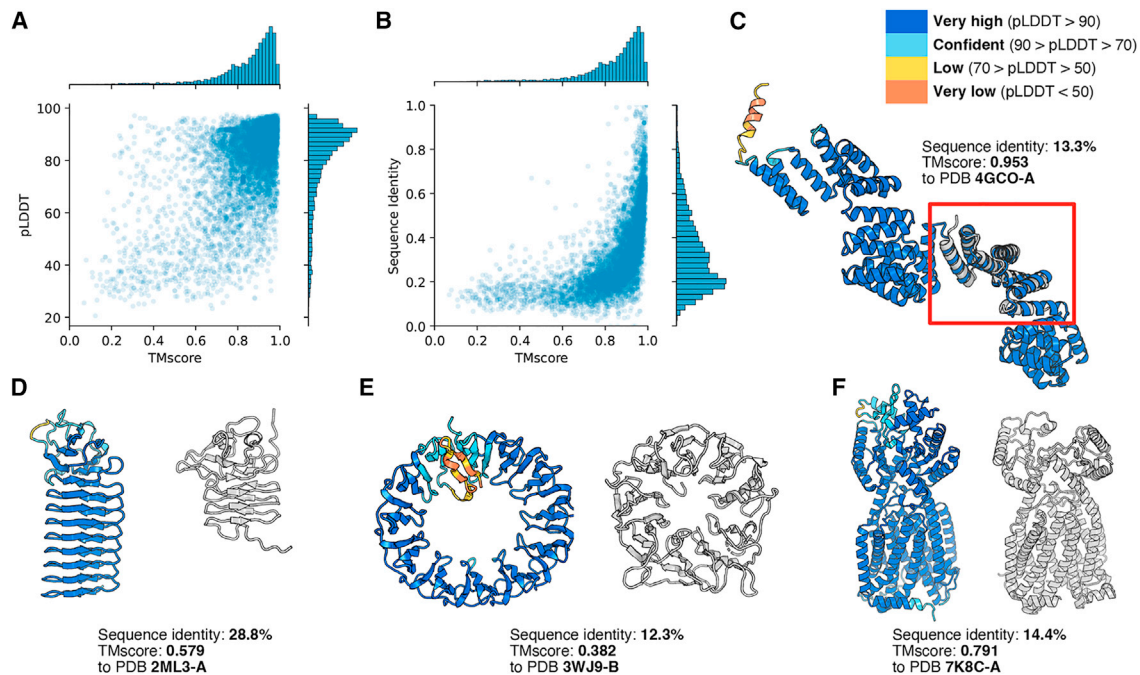 A
B
C
Very high (pLDDT > 90)
Confident (90 > pLDDT > 70)
Low (70 > pLDDT > 50)
Very low (pLDDT < 50)
Sequence identity: 13.3%
TMscore: 0.953
to PDB 4GCO-A
pLDDT
100
80
60
40
20
0.0 0.2 0.4 0.6 0.8 1.0
TMscore
Sequence Identity
1.0
0.8
0.6
0.4
0.2
0.0
0.0 0.2 0.4 0.6 0.8 1.0
TMscore
D
E
F
Sequence identity: 28.8%
TMscore: 0.579
to PDB 2ML3-A
Sequence identity: 12.3%
TMscore: 0.382
to PDB 3WJ9-B
Sequence identity: 14.4%
TMscore: 0.791
to PDB 7K8C-A